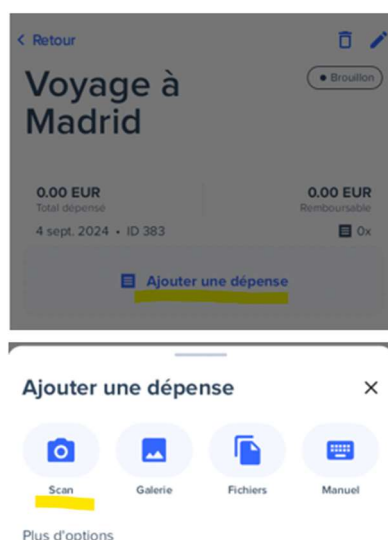 Retour
Voyage à
Brouillon
Madrid
0.00 EUR
0.00 EUR
Total dépensé
Remboursable
4 sept. 2024 • ID 383
0x
Ajouter une dépense
Ajouter une dépense
Scan
Galerie
Fichiers
Manuel
Plus d'options